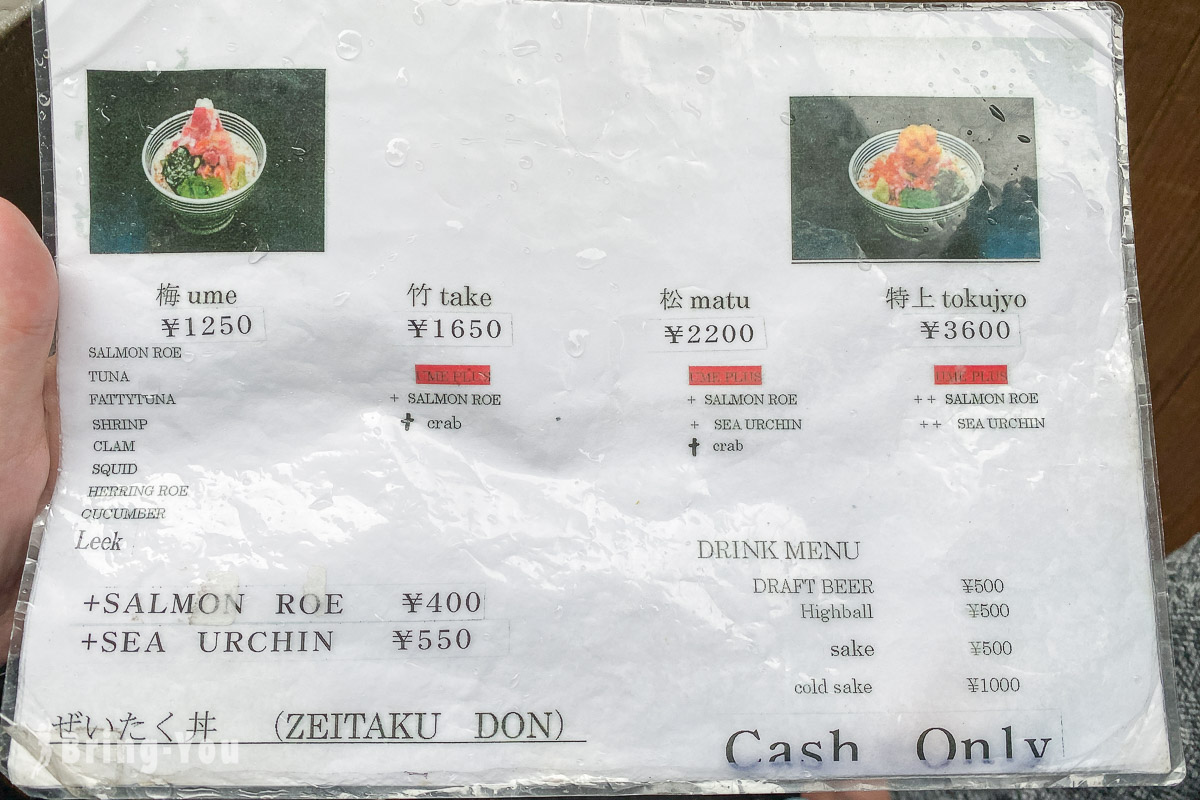 梅 ume
¥1250
SALMON ROE
TUNA
FATTYTUNA
SHRINP
CLAM
SQUID
HERRING ROE
CUCUMBER
Leek
竹 take
¥1650
UME PLUS
+ SALMON ROE
+ crab
松 matu
¥2200
UME PLUS
+ SALMON ROE
+ SEA URCHIN
+ crab
特上 tokujyo
¥3600
UME PLUS
++ SALMON ROE
++ SEA URCHIN
+SALMON ROE ¥400
+SEA URCHIN ¥550
DRINK MENU
DRAFT BEER ¥500
Highball ¥500
sake ¥500
cold sake ¥1000
ぜいたく丼 (ZEITAKU DON)
Cash Only
Bring-You